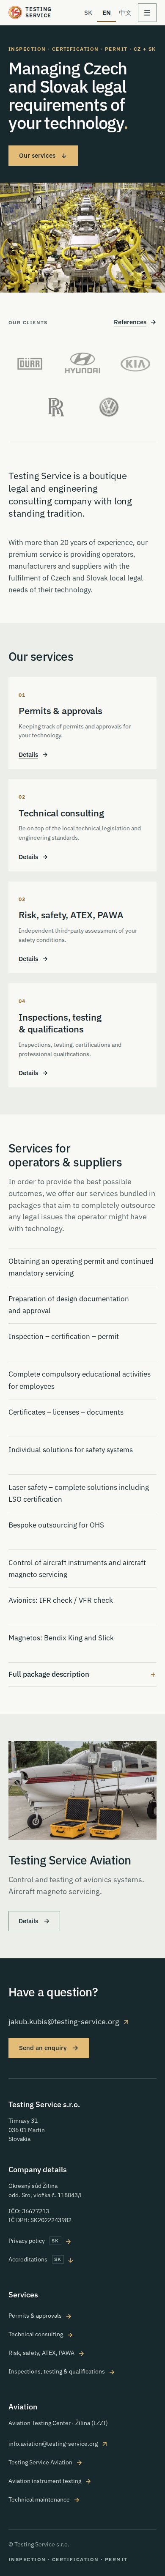 TESTING
SERVICE
SK EN 中文
INSPECTION · CERTIFICATION · PERMIT · CZ + SK
Managing Czech
and Slovak legal
requirements of
your technology.
Our services
OUR CLIENTS
References
DÜRR
HYUNDAI
KIA
Testing Service is a boutique
legal and engineering
consulting company with long
standing tradition.
With more than 20 years of experience, our
premium service is providing operators,
manufacturers and suppliers with the
fulfilment of Czech and Slovak local legal
needs of their technology.
Our services
01
Permits & approvals
Keeping track of permits and approvals for
your technology.
Details
02
Technical consulting
Be on top of the local technical legislation and
engineering standards.
Details
03
Risk, safety, ATEX, PAWA
Independent third-party assessment of your
safety conditions.
Details
04
Inspections, testing
& qualifications
Inspections, testing, certifications and
professional qualifications.
Details
Services for
operators & suppliers
In order to provide the best possible
outcomes, we offer our services bundled in
packages that aim to completely outsource
any legal issues the operator might have
with technology.
Obtaining an operating permit and continued
mandatory servicing
Preparation of design documentation
and approval
Inspection – certification – permit
Complete compulsory educational activities
for employees
Certificates – licenses – documents
Individual solutions for safety systems
Laser safety – complete solutions including
LSO certification
Bespoke outsourcing for OHS
Control of aircraft instruments and aircraft
magneto servicing
Avionics: IFR check / VFR check
Magnetos: Bendix King and Slick
Full package description +
Testing Service Aviation
Control and testing of avionics systems.
Aircraft magneto servicing.
Details
Have a question?
jakub.kubis@testing-service.org
Send an enquiry
Testing Service s.r.o.
Timravy 31
036 01 Martin
Slovakia
Company details
Okresný súd Žilina
odd. Sro, vložka č. 118043/L
IČO: 36677213
IČ DPH: SK2022243982
Privacy policy SK
Accreditations SK
Services
Permits & approvals
Technical consulting
Risk, safety, ATEX, PAWA
Inspections, testing & qualifications
Aviation
Aviation Testing Center · Žilina (LZZI)
info.aviation@testing-service.org
Testing Service Aviation
Aviation instrument testing
Technical maintenance
© Testing Service s.r.o.
INSPECTION · CERTIFICATION · PERMIT